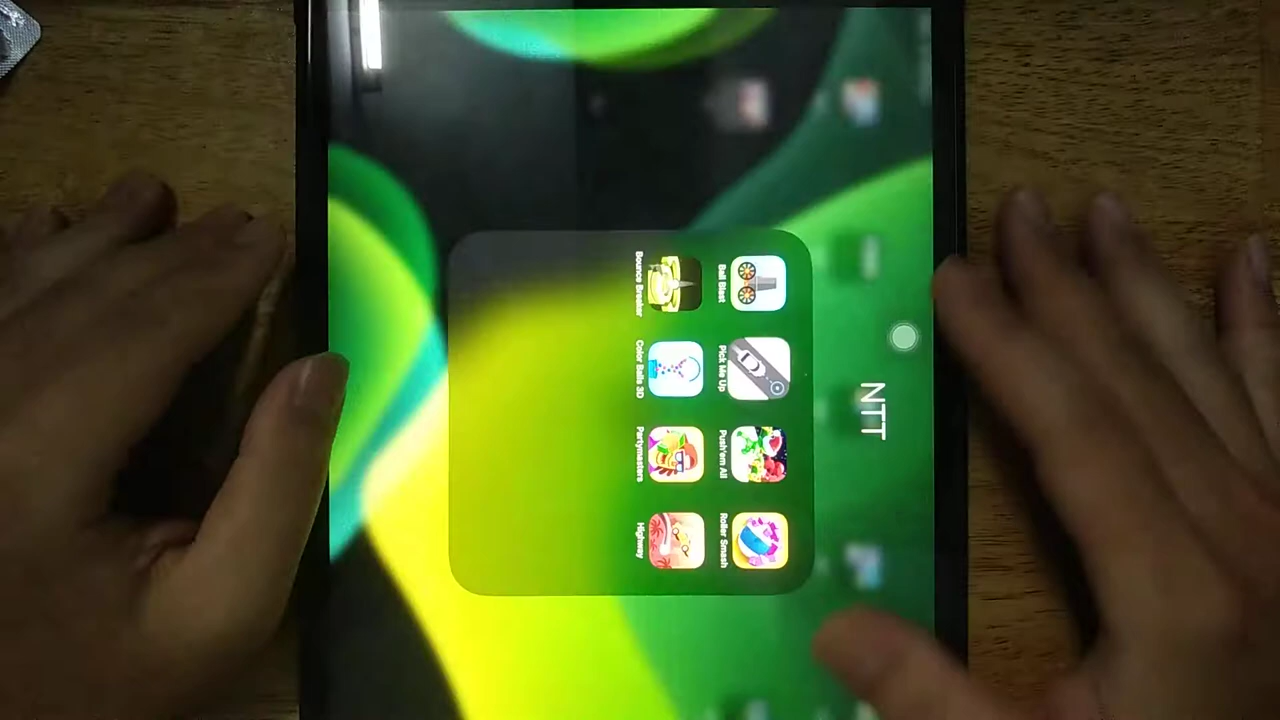 NTT
Ball Blast
Pick Me Up
Push'em All
Roller Smash
Bounce Breaker
Color Balls 3D
Partymasters
Highway